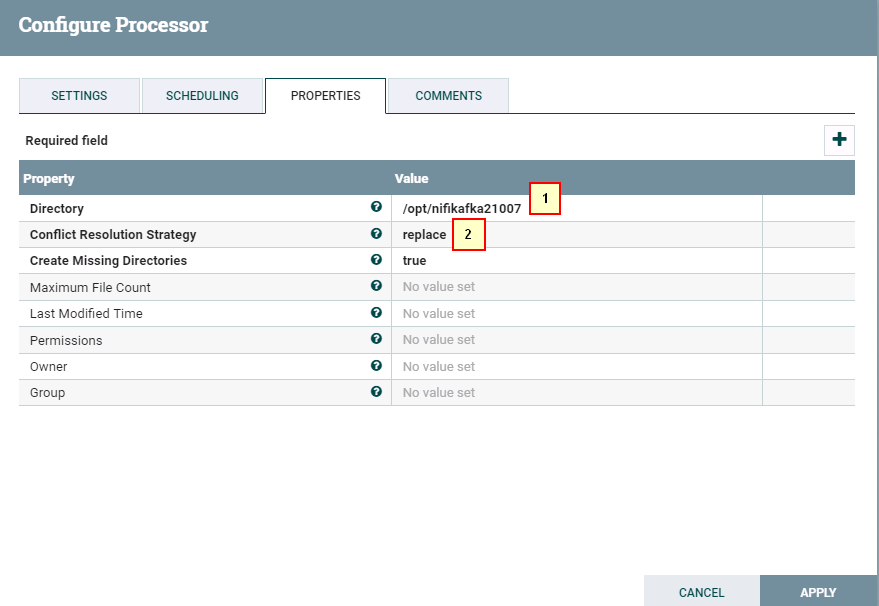 Configure Processor
SETTINGS SCHEDULING PROPERTIES COMMENTS
Required field
Property Value
Directory /opt/nifikafka21007 1
Conflict Resolution Strategy replace 2
Create Missing Directories true
Maximum File Count No value set
Last Modified Time No value set
Permissions No value set
Owner No value set
Group No value set
CANCEL APPLY